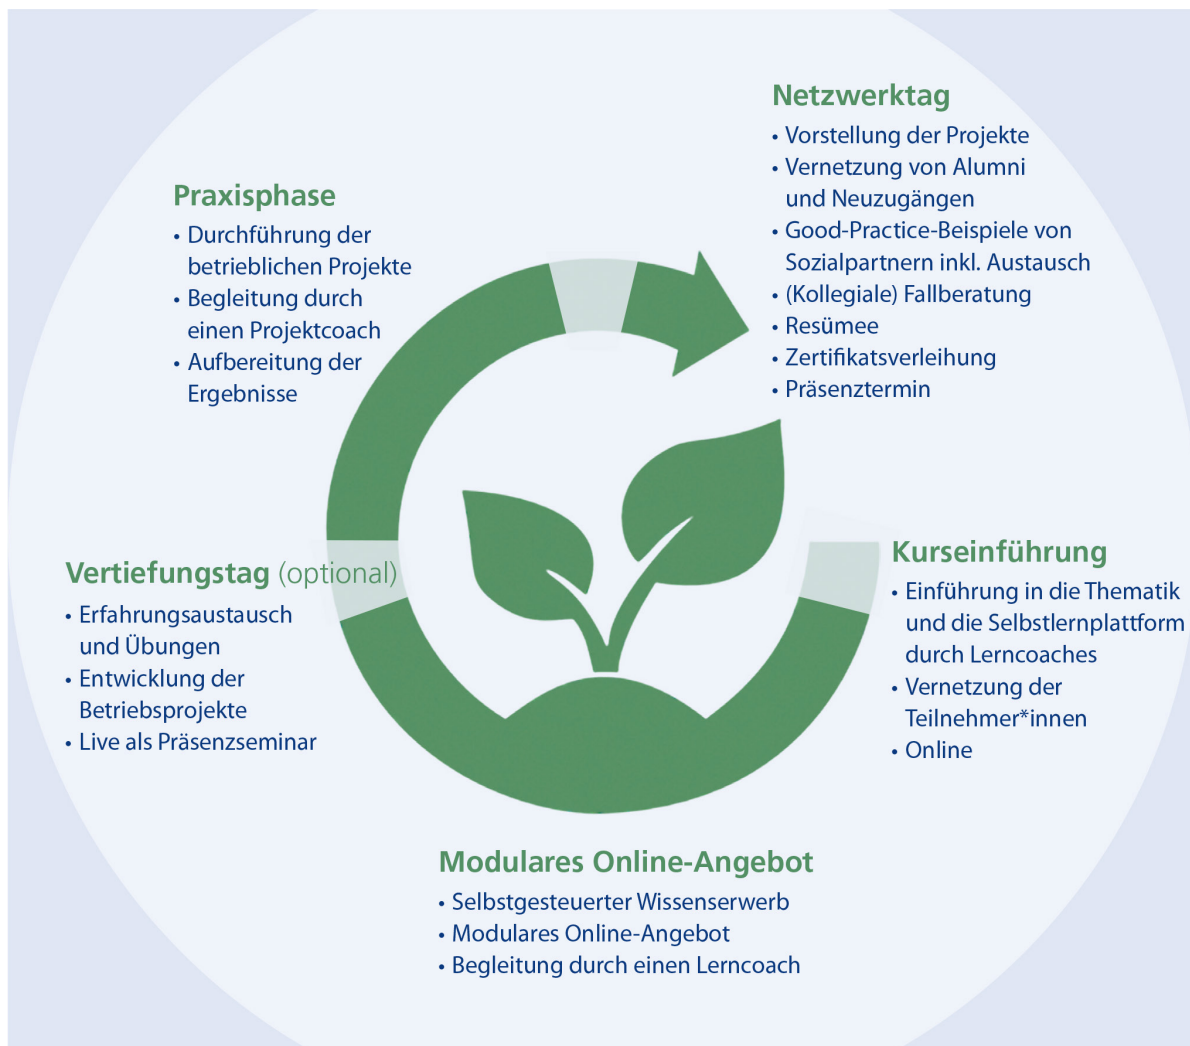 Netzwerktag
• Vorstellung der Projekte
• Vernetzung von Alumni
und Neuzugängen
• Good-Practice-Beispiele von
Sozialpartnern inkl. Austausch
• (Kollegiale) Fallberatung
• Resümee
• Zertifikatsverleihung
• Präsenztermin
Praxisphase
• Durchführung der
betrieblichen Projekte
• Begleitung durch
einen Projektcoach
• Aufbereitung der
Ergebnisse
Vertiefungstag (optional)
• Erfahrungsaustausch
und Übungen
• Entwicklung der
Betriebsprojekte
• Live als Präsenzseminar
Kurseinführung
• Einführung in die Thematik
und die Selbstlernplattform
durch Lerncoaches
• Vernetzung der
Teilnehmer*innen
• Online
Modulares Online-Angebot
• Selbstgesteuerter Wissenserwerb
• Modulares Online-Angebot
• Begleitung durch einen Lerncoach